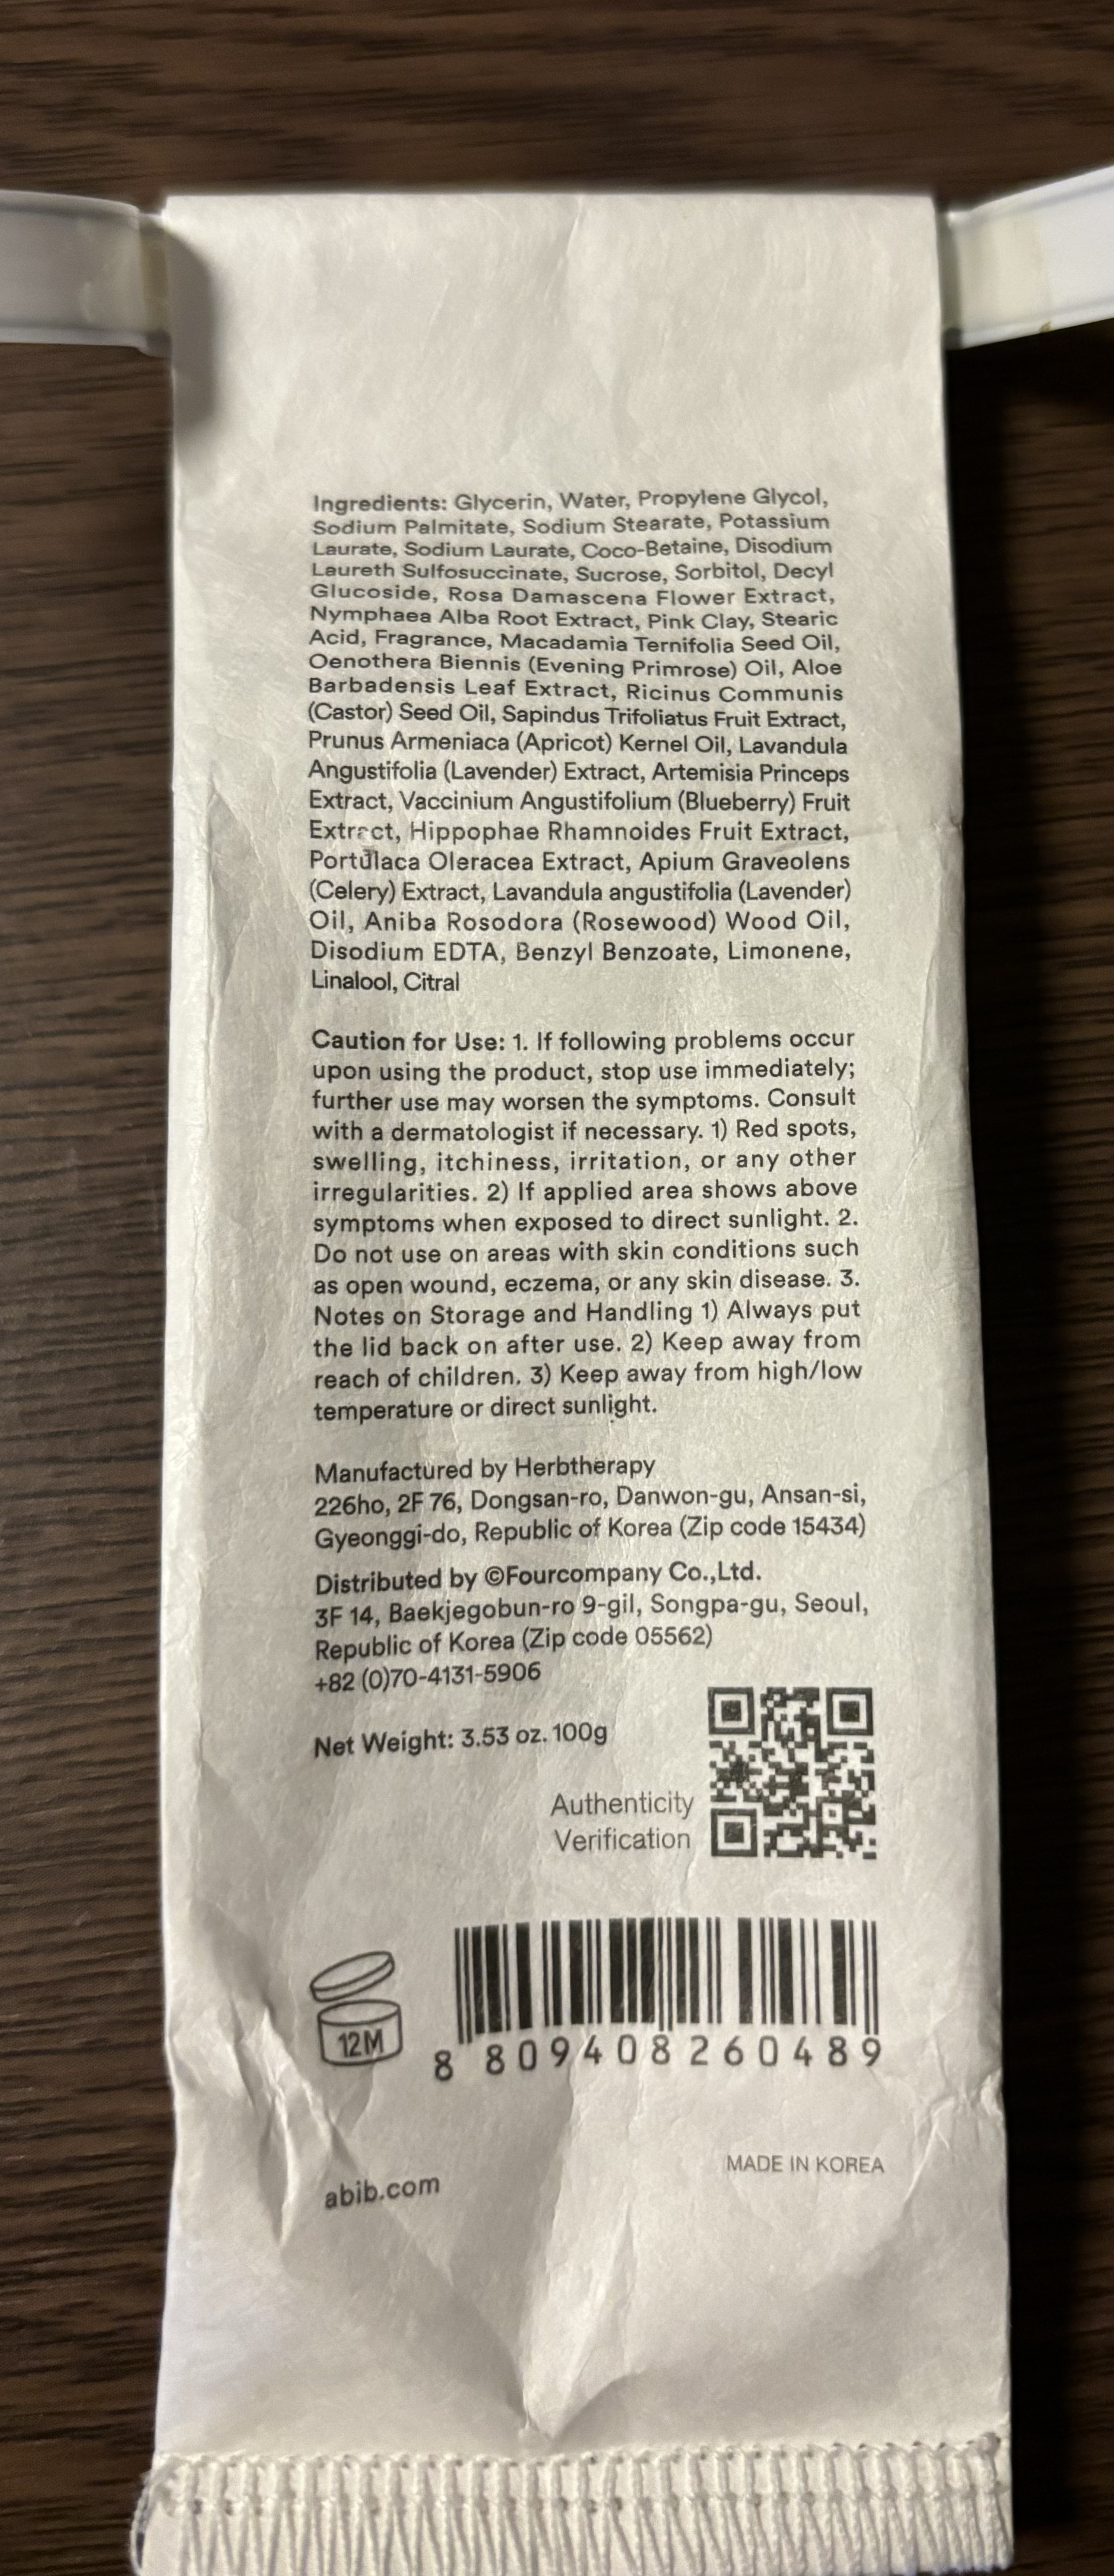 Ingredients: Glycerin, Water, Propylene Glycol,
Sodium Palmitate, Sodium Stearate, Potassium
Laurate, Sodium Laurate, Coco-Betaine, Disodium
Laureth Sulfosuccinate, Sucrose, Sorbitol, Decyl
Glucoside, Rosa Damascena Flower Extract,
Nymphaea Alba Root Extract, Pink Clay, Stearic
Acid, Fragrance, Macadamia Ternifolia Seed Oil,
Oenothera Biennis (Evening Primrose) Oil, Aloe
Barbadensis Leaf Extract, Ricinus Communis
(Castor) Seed Oil, Sapindus Trifoliatus Fruit Extract,
Prunus Armeniaca (Apricot) Kernel Oil, Lavandula
Angustifolia (Lavender) Extract, Artemisia Princeps
Extract, Vaccinium Angustifolium (Blueberry) Fruit
Extract, Hippophae Rhamnoides Fruit Extract,
Portulaca Oleracea Extract, Apium Graveolens
(Celery) Extract, Lavandula angustifolia (Lavender)
Oil, Aniba Rosodora (Rosewood) Wood Oil,
Disodium EDTA, Benzyl Benzoate, Limonene,
Linalool, Citral
Caution for Use: 1. If following problems occur
upon using the product, stop use immediately;
further use may worsen the symptoms. Consult
with a dermatologist if necessary. 1) Red spots,
swelling, itchiness, irritation, or any other
irregularities. 2) If applied area shows above
symptoms when exposed to direct sunlight. 2.
Do not use on areas with skin conditions such
as open wound, eczema, or any skin disease. 3.
Notes on Storage and Handling 1) Always put
the lid back on after use. 2) Keep away from
reach of children. 3) Keep away from high/low
temperature or direct sunlight.
Manufactured by Herbtherapy
226ho, 2F 76, Dongsan-ro, Danwon-gu, Ansan-si,
Gyeonggi-do, Republic of Korea (Zip code 15434)
Distributed by ©Fourcompany Co.,Ltd.
3F 14, Baekjegobun-ro 9-gil, Songpa-gu, Seoul,
Republic of Korea (Zip code 05562)
+82 (0)70-4131-5906
Net Weight: 3.53 oz. 100g
Authenticity
Verification
12M
8 809408 260489
MADE IN KOREA
abib.com